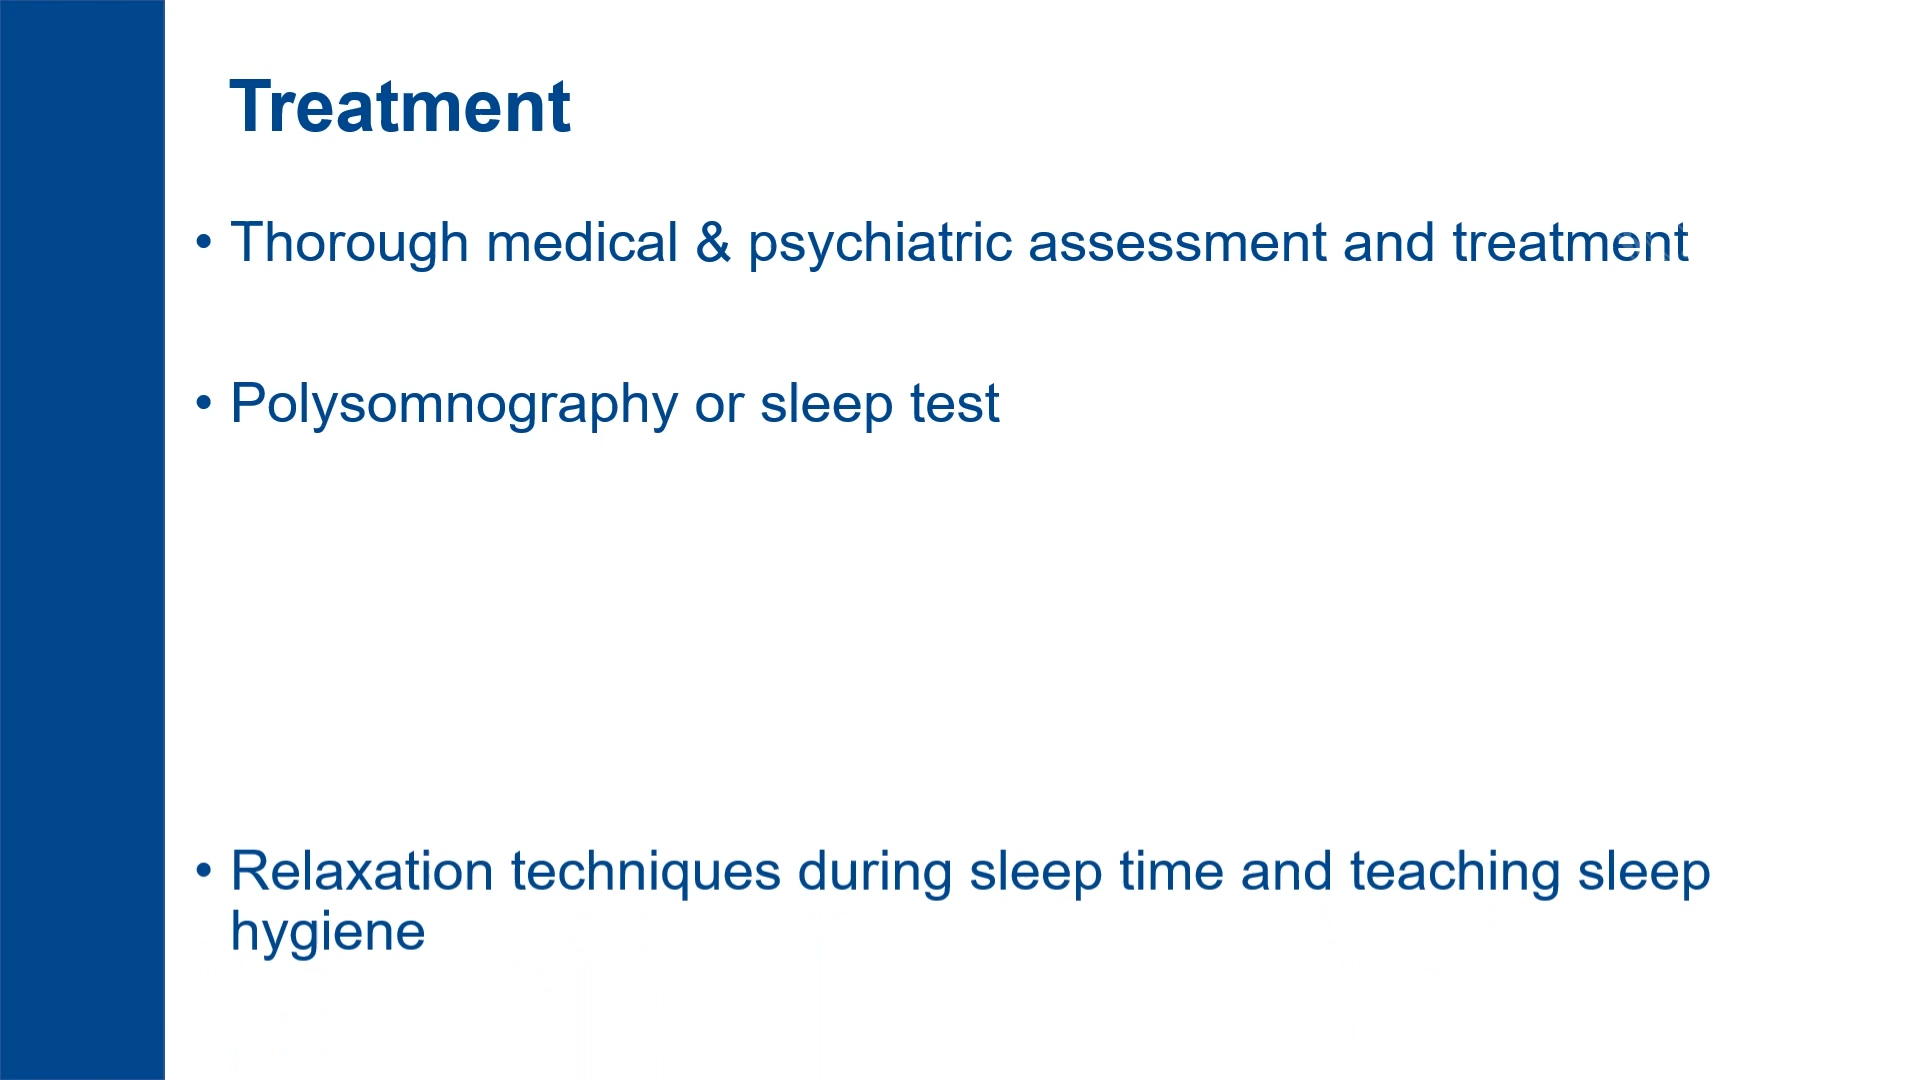 Treatment
• Thorough medical & psychiatric assessment and treatment
• Polysomnography or sleep test
• Relaxation techniques during sleep time and teaching sleep
hygiene